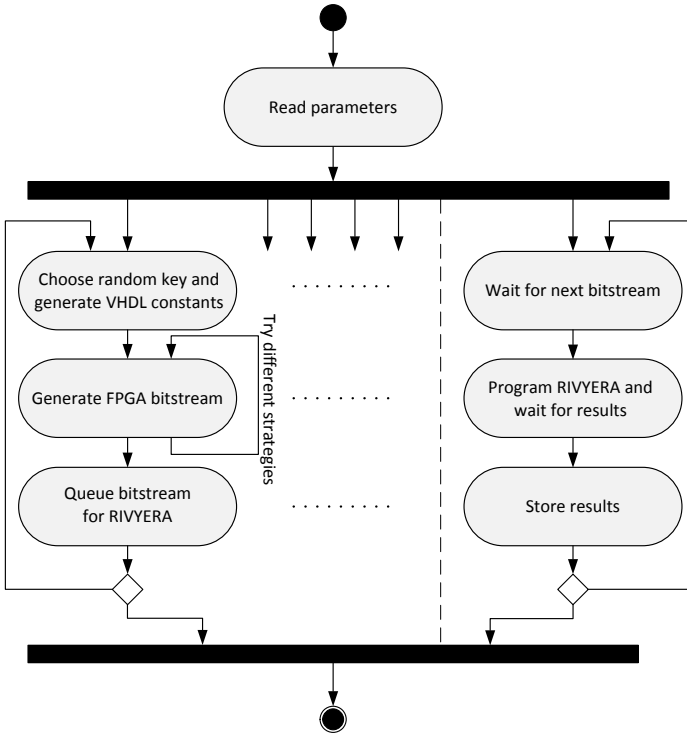 Read parameters
Choose random key and
generate VHDL constants
Wait for next bitstream
Try different strategies
Generate FPGA bitstream
Program RIVYERA and
wait for results
Queue bitstream
for RIVYERA
Store results